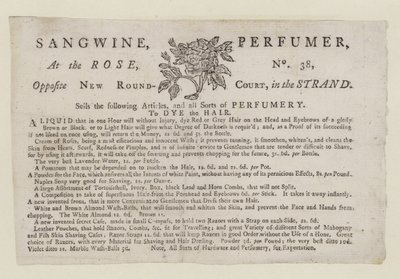 SANGWINE, PERFUMER,
At the ROSE, No. 38,
Opposite NEW ROUND-COURT, in the STRAND.
Sells the following Articles, and all Sorts of PERFUMERY.
To DYE the HAIR.
A LIQUID that in one Hour will without Injury, dye Red or Grey Hair on the Head and Eyebrows of a glossy
Brown or Black, or to Light Hair will give what Degree of Darkness is requir'd; and, as a Proof of its succeeding
if not liked on once using, will return the Money, 2s. 6d. and 5s. the Bottle.
Cream of Roses, being a most efficacious and innocent Wash; it prevents tanning, it smoothes, whitens, and cleans the
Skin from Heats, Scurf, Redness or Pimples, and is of infinite Service to Gentlemen that are tender or difficult to Shave,
for by using it afterwards, it will take off the smarting and prevents chopping for the future, 3s. 6d. per Bottle.
The very best Lavender Water, 1s. per Bottle.
A Pomatum that may be depended on to thicken the Hair, 1s. 6d. and 2s. 6d. per Pot.
A Powder for the Face, which answers all the Intents of white Paint, without having any of its pernicious Effects, 8s. per Pound.
Naples Soap very good for Shaving, 1s. per Ounce.
A large Assortment of Tortoiseshell, Ivory, Box, black Lead and Horn Combs, that will not Split.
A Composition to take off superfluous Hair from the Forehead and Eyebrows 6d. per Stick. It takes it away instantly.
A new invented Toupet, that is more Convenient to Gentlemen that Dress their own Hair.
White and Brown Almond Wash-Balls, that will smooth and whiten the Skin, and prevent the Face and Hands from
chopping. The White Almond 1s. 6d. Brown 1s.
A new invented Secret Case, made in small Compass, to hold two Razors with a Strap on each Side, 2s. 6d.
Leather Pouches, that hold Razors, Combs, &c. fit for Travelling; and great Variety of different Sorts of Mahogany
and Fish Skin Shaving Cases. Razor Straps 1s. 6d. that will keep Razors in good Order without the Use of a Hone. Gentle-
mens Razor Cases, with every Material for Shaving and Hair Dressing. Powder 5d. per Pound; the very best ditto 10d.
Violet ditto 1s. Marble Wash-Balls 3d. Note, All Sorts of Hardware and Perfumery, for Exportation.